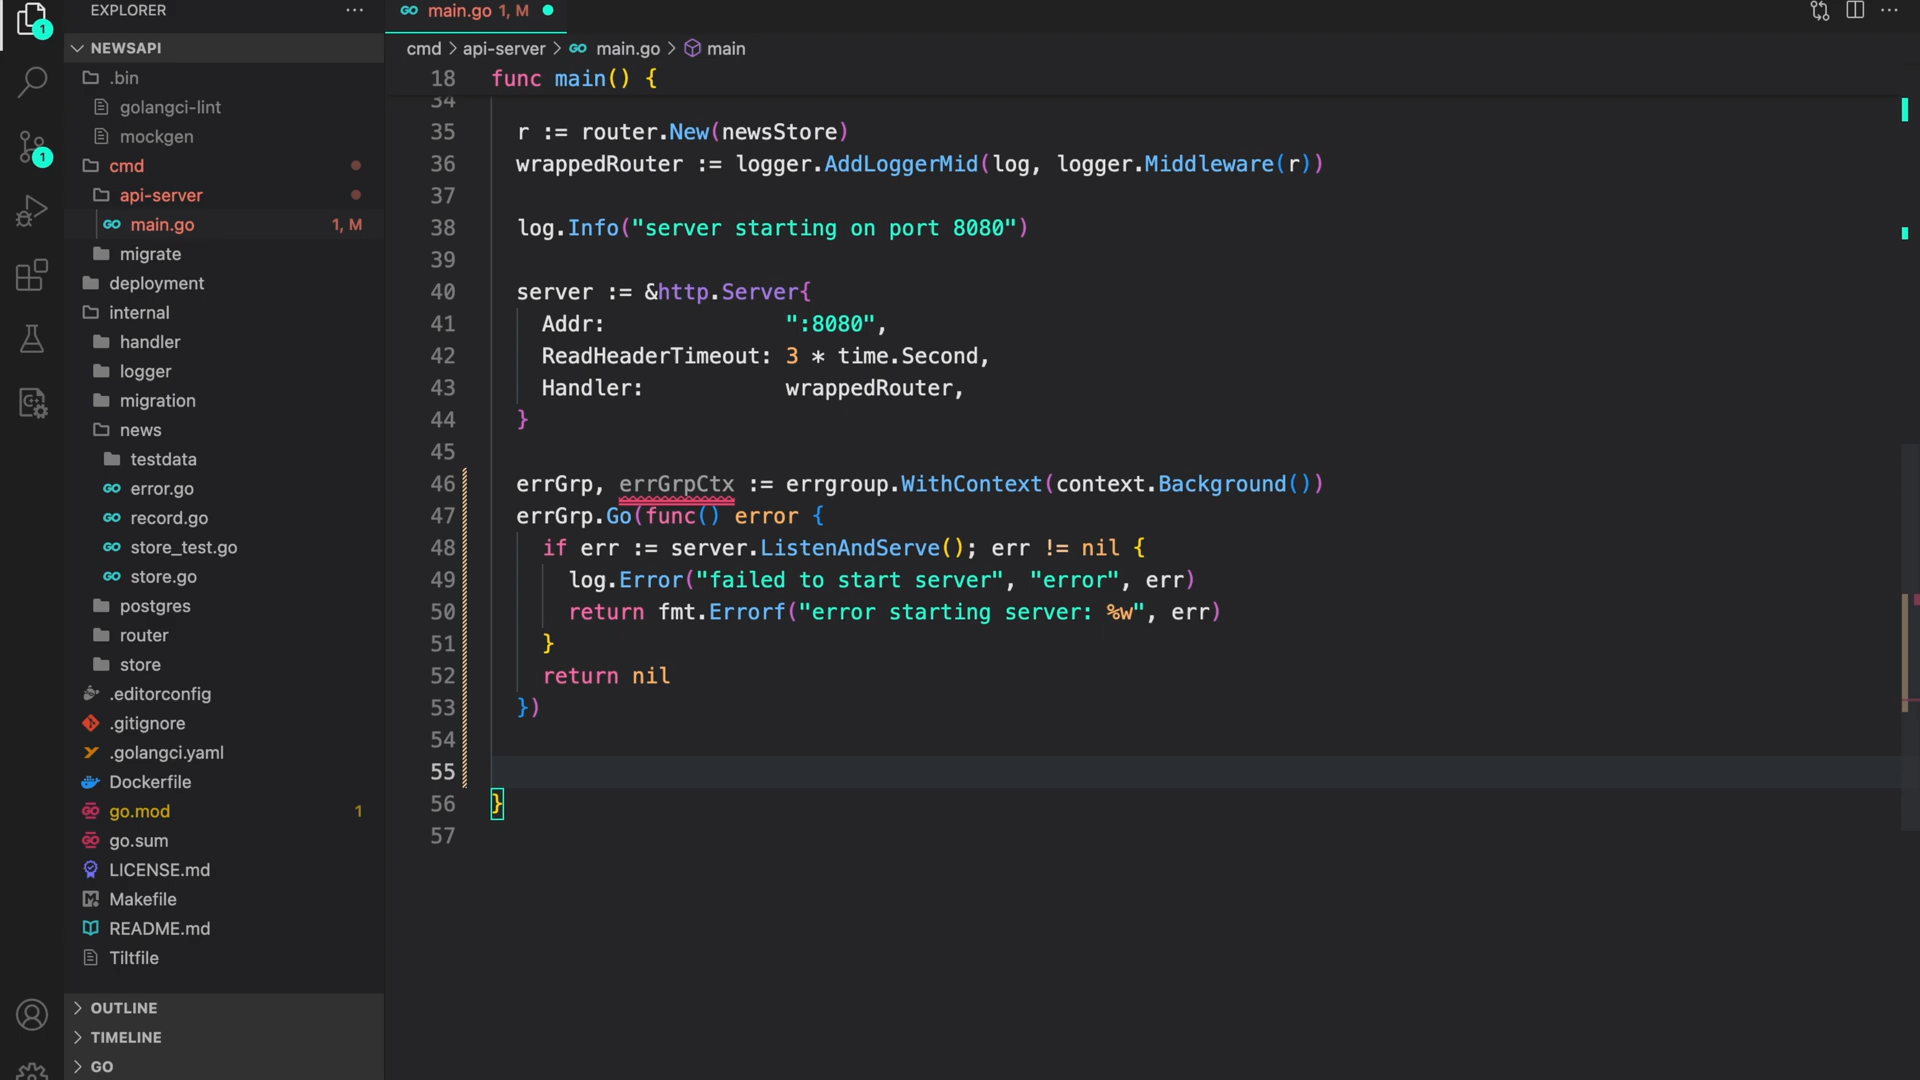 EXPLORER
NEWSAPI
.bin
golangci-lint
mockgen
cmd
api-server
main.go 1, M
migrate
deployment
internal
handler
logger
migration
news
testdata
error.go
record.go
store_test.go
store.go
postgres
router
store
.editorconfig
.gitignore
.golangci.yaml
Dockerfile
go.mod 1
go.sum
LICENSE.md
Makefile
README.md
Tiltfile
OUTLINE
TIMELINE
GO
1
1
main.go 1, M
cmd > api-server > main.go > main
18 func main() {
34
35 r := router.New(newsStore)
36 wrappedRouter := logger.AddLoggerMid(log, logger.Middleware(r))
37
38 log.Info("server starting on port 8080")
39
40 server := &http.Server{
41 Addr: ":8080",
42 ReadHeaderTimeout: 3 * time.Second,
43 Handler: wrappedRouter,
44 }
45
46 errGrp, errGrpCtx := errgroup.WithContext(context.Background())
47 errGrp.Go(func() error {
48 if err := server.ListenAndServe(); err != nil {
49 log.Error("failed to start server", "error", err)
50 return fmt.Errorf("error starting server: %w", err)
51 }
52 return nil
53 })
54
55
56 }
57